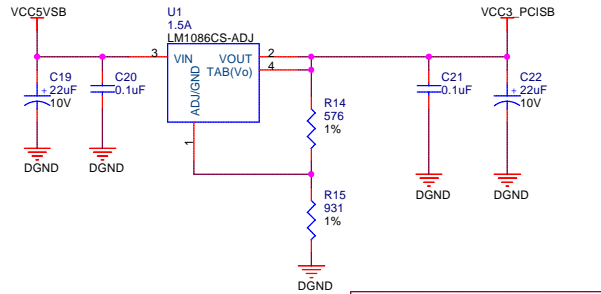 VCC5VSB
U1
1.5A
LM1086CS-ADJ
VCC3_PCISB
3
VIN
VOUT
2
TAB(Vo)
4
ADJ/GND
1
C19
22uF
10V
C20
0.1uF
C21
0.1uF
C22
22uF
10V
R14
576
1%
DGND
DGND
DGND
DGND
R15
931
1%
DGND